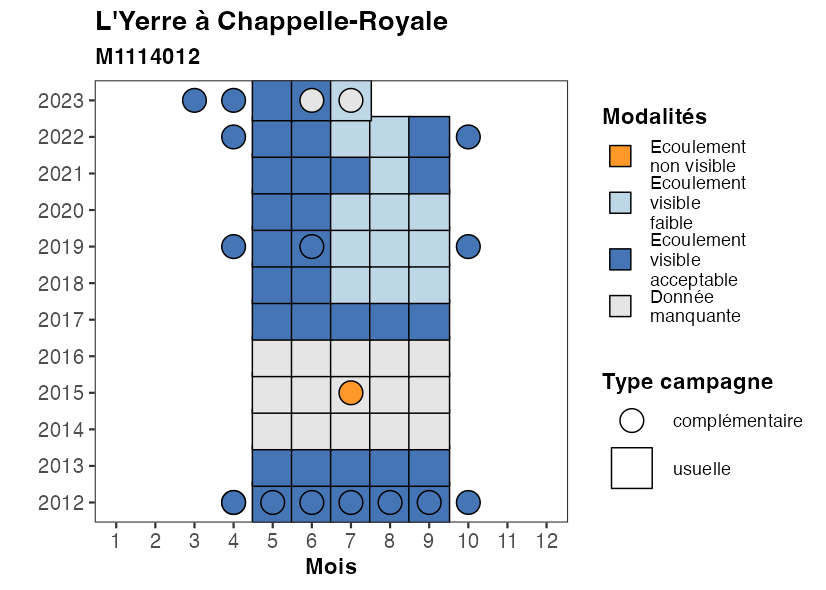 L'Yerre à Chappelle-Royale
M1114012
2023
2022
2021
2020
2019
2018
2017
2016
2015
2014
2013
2012
1 2 3 4 5 6 7 8 9 10 11 12
Mois
Modalités
Ecoulement
non visible
Ecoulement
visible
faible
Ecoulement
visible
acceptable
Donnée
manquante
Type campagne
complémentaire
usuelle